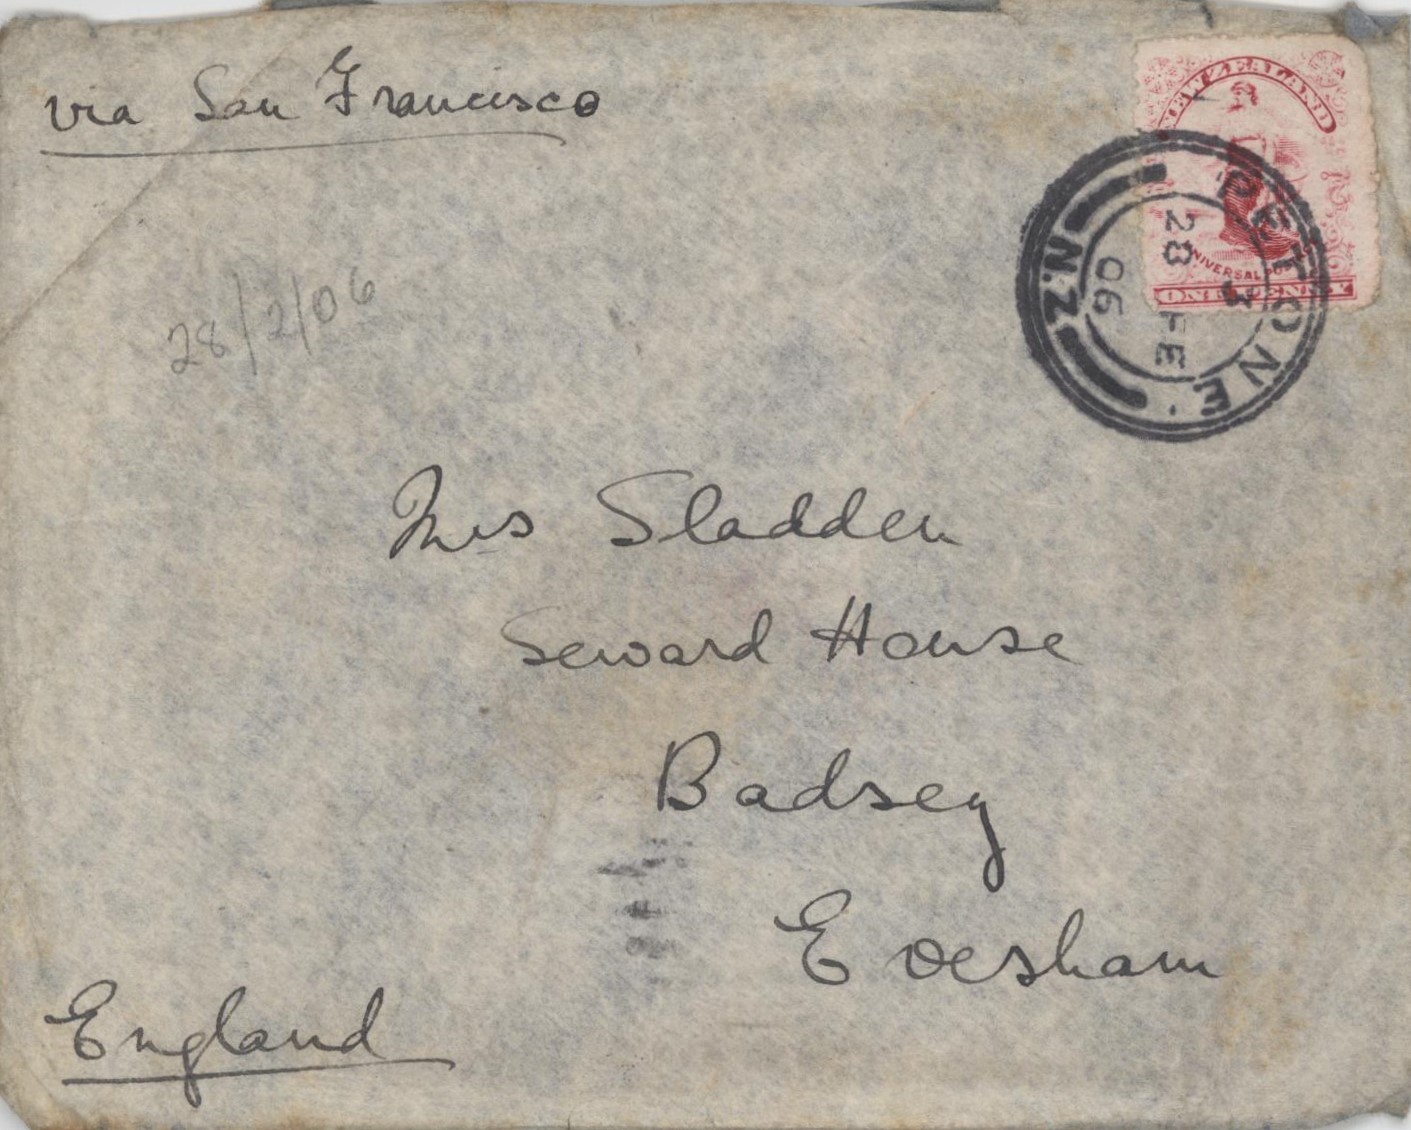 via San Francisco
NEW ZEALAND
UNIVERSAL
ONE PENNY
PETONE
3
28 FE
06
N.Z
28/2/06
Mrs Sladden
Seward House
Badsey
Evesham
England